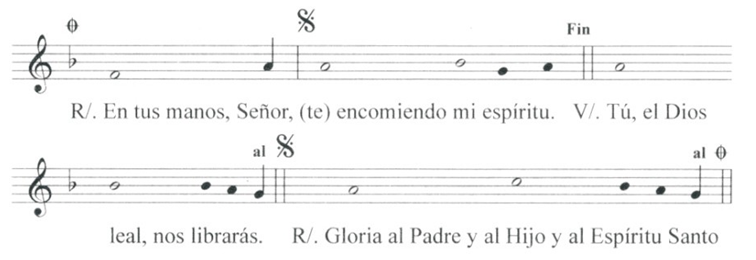 Fin
R/. En tus manos, Señor, (te) encomiendo mi espíritu. V/. Tú, el Dios
al al
leal, nos librarás. R/. Gloria al Padre y al Hijo y al Espíritu Santo